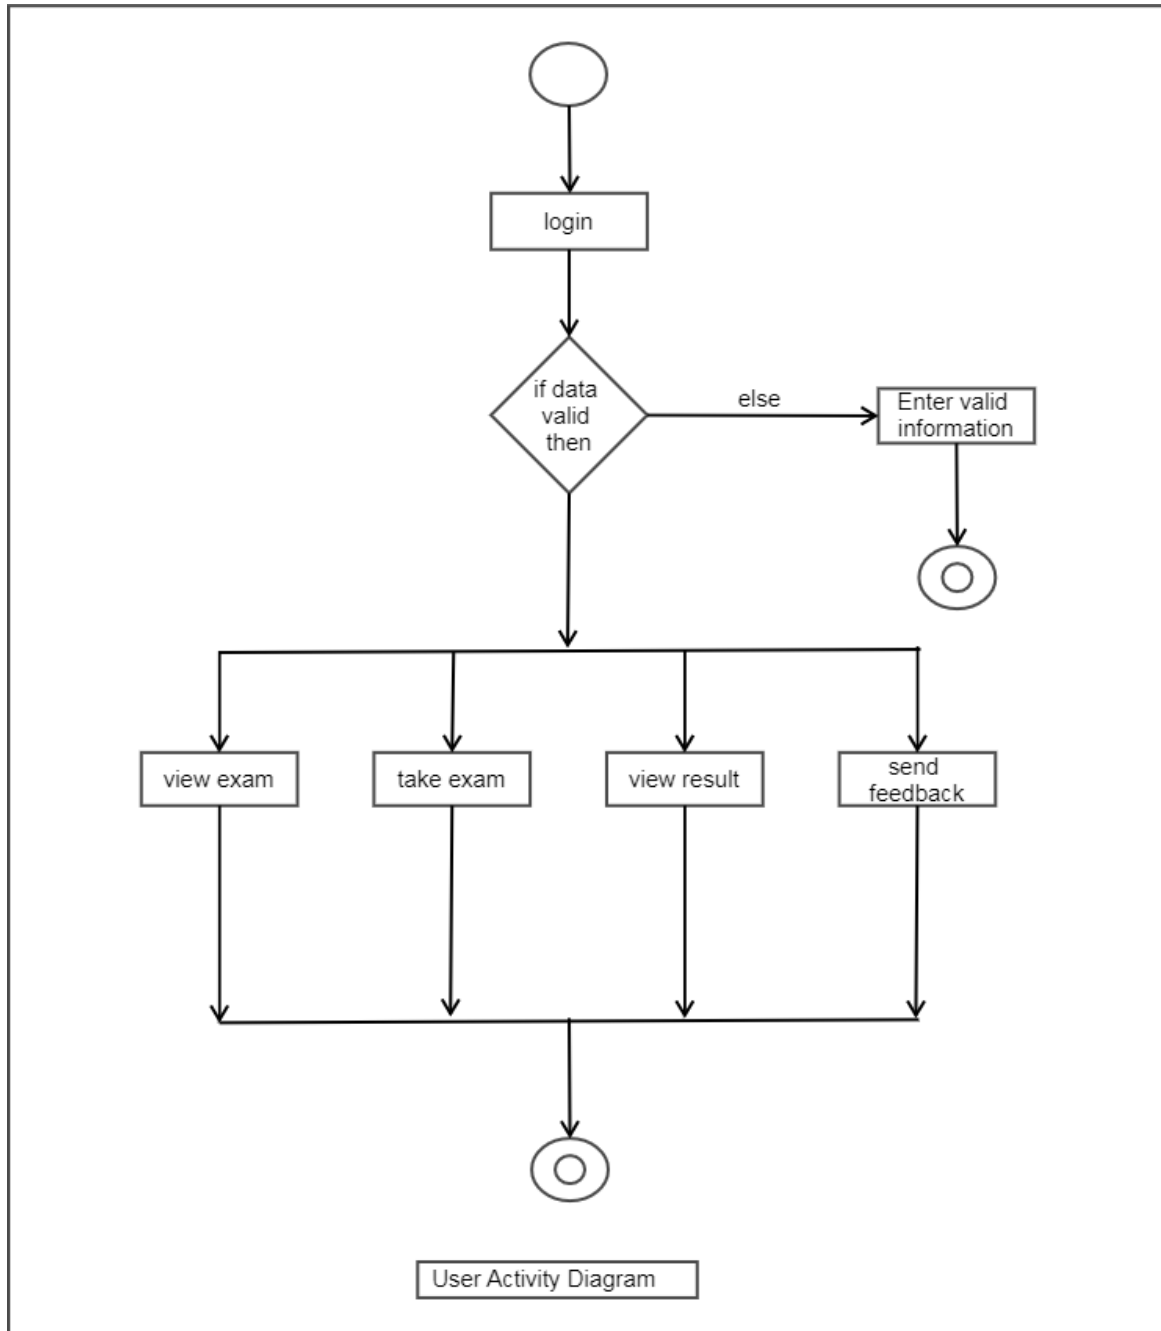 login
if data
valid
then
else
Enter valid
information
view exam
take exam
view result
send
feedback
User Activity Diagram